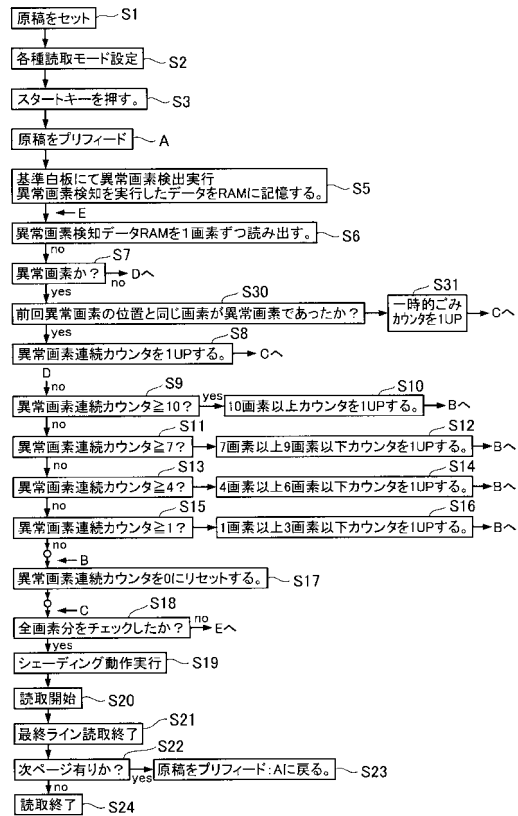 原稿をセット S1
各種読取モード設定 S2
スタートキーを押す。 S3
原稿をプリフィード A
基準白板にて異常画素検出実行
異常画素検知を実行したデータをRAMに記憶する。 S5
E
異常画素検知データRAMを1画素ずつ読み出す。 S6
no
S7
異常画素か? Dへ
no
yes
S30
S31
前回異常画素の位置と同じ画素が異常画素であったか?
一時的ごみ
カウンタを1UP
Cへ
yes
S8
異常画素連続カウンタを1UPする。 Cへ
D
no
S9
S10
異常画素連続カウンタ≧10? yes 10画素以上カウンタを1UPする。 Bへ
no
S11
S12
異常画素連続カウンタ≧7? 7画素以上9画素以下カウンタを1UPする。 Bへ
no
S13
S14
異常画素連続カウンタ≧4? 4画素以上6画素以下カウンタを1UPする。 Bへ
no
S15
S16
異常画素連続カウンタ≧1? 1画素以上3画素以下カウンタを1UPする。 Bへ
no
B
異常画素連続カウンタを0にリセットする。 S17
C
S18
全画素分をチェックしたか? no Eへ
yes
シェーディング動作実行 S19
読取開始 S20
S21
最終ライン読取終了
S22
次ページ有りか? yes 原稿をプリフィード:Aに戻る。 S23
no
読取終了 S24